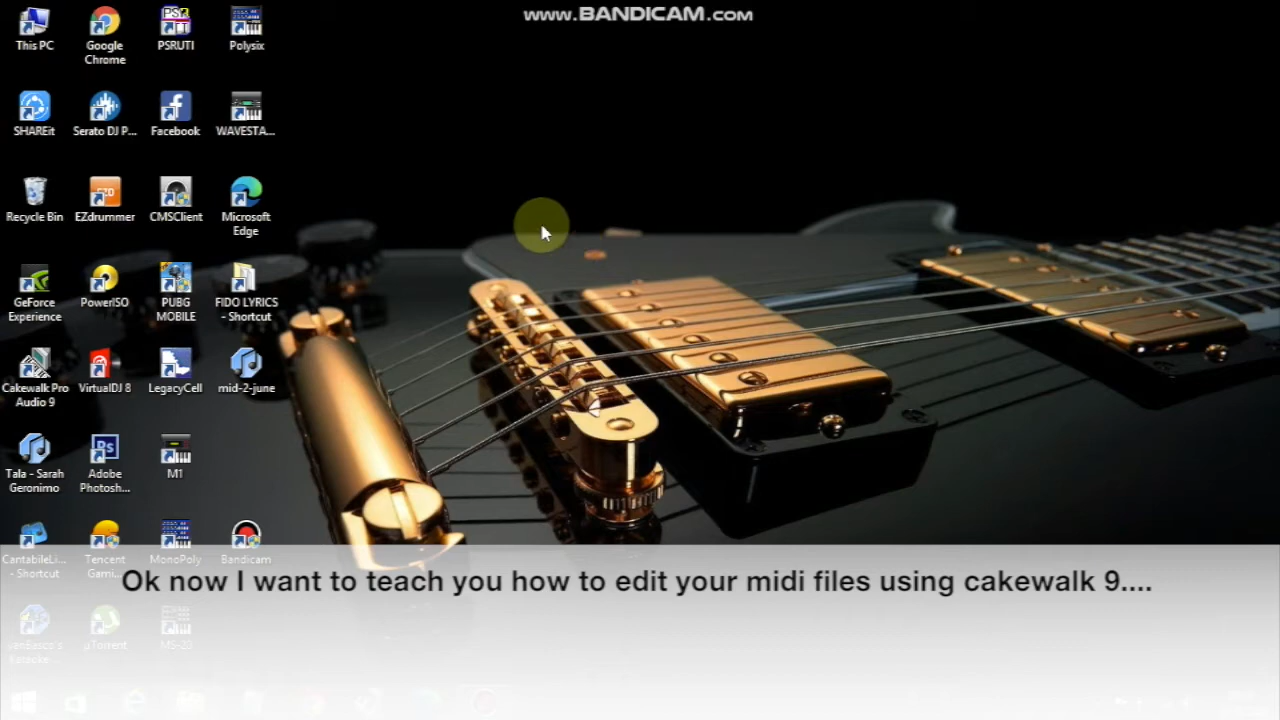 www.BANDICAM.com
This PC
Google Chrome
PSRUTI
Polysix
SHAREit
Serato DJ P...
Facebook
WAVESTA...
Recycle Bin
EZdrummer
CMSClient
Microsoft Edge
GeForce Experience
PowerISO
PUBG MOBILE
FIDO LYRICS - Shortcut
Cakewalk Pro Audio 9
VirtualDJ 8
LegacyCell
mid-2-june
Tala - Sarah Geronimo
Adobe Photosh...
M1
CantabileLi... - Shortcut
Tencent Gami...
MonoPoly
Bandicam
Ok now I want to teach you how to edit your midi files using cakewalk 9....
µTorrent
MS-20